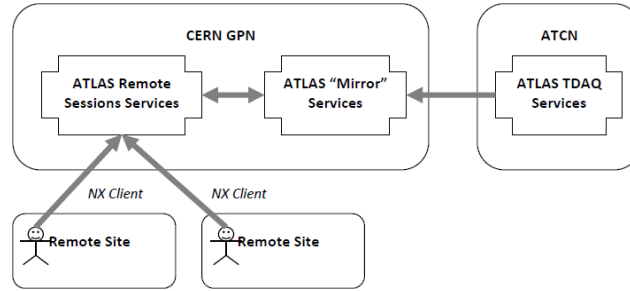 CERN GPN
ATCN
ATLAS Remote
Sessions Services
ATLAS “Mirror”
Services
ATLAS TDAQ
Services
NX Client
NX Client
Remote Site
Remote Site